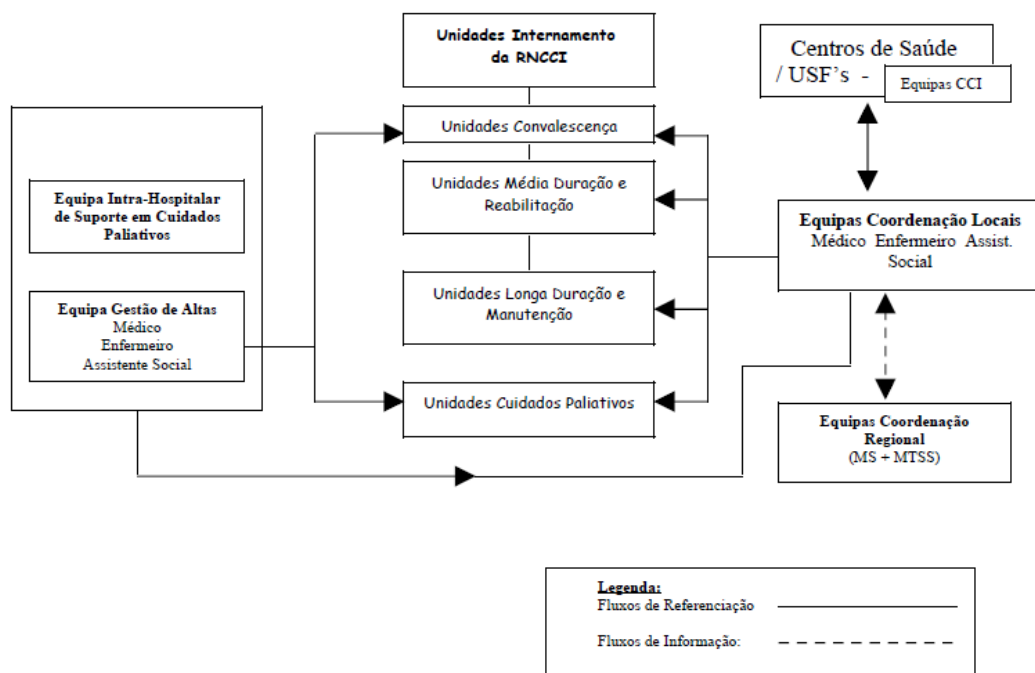 Unidades Internamento
da RNCCI
Centros de Saúde
/ USF's -
Equipas CCI
Unidades Convalescença
Unidades Média Duração e
Reabilitação
Unidades Longa Duração e
Manutenção
Unidades Cuidados Paliativos
Equipa Intra-Hospitalar
de Suporte em Cuidados
Paliativos
Equipa Gestão de Altas
Médico
Enfermeiro
Assistente Social
Equipas Coordenação Locais
Médico Enfermeiro Assist.
Social
Equipas Coordenação
Regional
(MS + MTSS)
Legenda:
Fluxos de Referenciação
Fluxos de Informação: